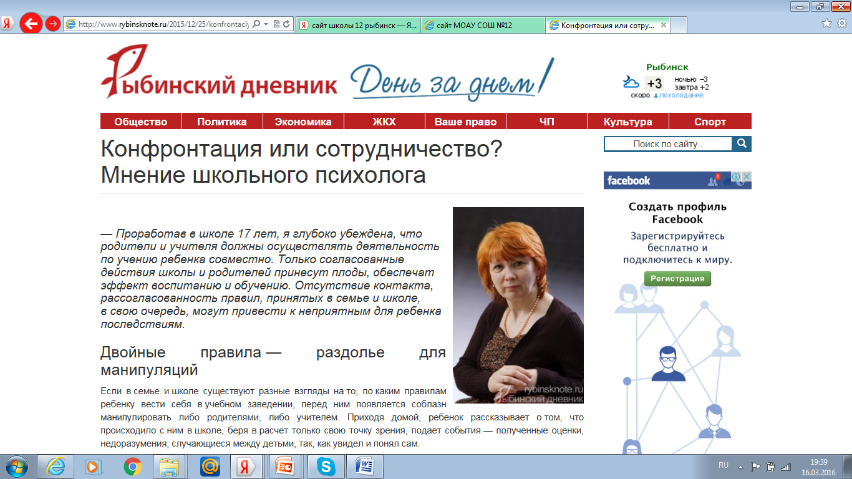 http://www.rybinsknote.ru/2015/12/25/konfrontaciy
сайт школы 12 рыбинск — Я...
сайт МОАУ СОШ №12
Конфронтация или сотру...
Рыбинский дневник День за днем!
Рыбинск
+3
ночью −3
завтра +2
скоро похолодание
Общество Политика Экономика ЖКХ Ваше право ЧП Культура Спорт
Поиск по сайту...
Конфронтация или сотрудничество?
Мнение школьного психолога
— Проработав в школе 17 лет, я глубоко убеждена, что
родители и учителя должны осуществлять деятельность
по учению ребенка совместно. Только согласованные
действия школы и родителей принесут плоды, обеспечат
эффект воспитанию и обучению. Отсутствие контакта,
рассогласованность правил, принятых в семье и школе,
в свою очередь, могут привести к неприятным для ребенка
последствиям.
rybinsknote.ru
Рыбинский дневник
Двойные правила — раздолье для
манипуляций
Если в семье и школе существуют разные взгляды на то, по каким правилам
ребенку вести себя в учебном заведении, перед ним появляется соблазн
манипулировать либо родителями, либо учителем. Приходя домой, ребенок рассказывает о том, что
происходило с ним в школе, беря в расчет только свою точку зрения, подает события — полученные оценки,
недоразумения, случающиеся между детьми, так, как увидел и понял сам.
facebook
Создать профиль
Facebook
Зарегистрируйтесь
бесплатно и
подключитесь к миру.
Регистрация
RU
19:39
16.03.2016